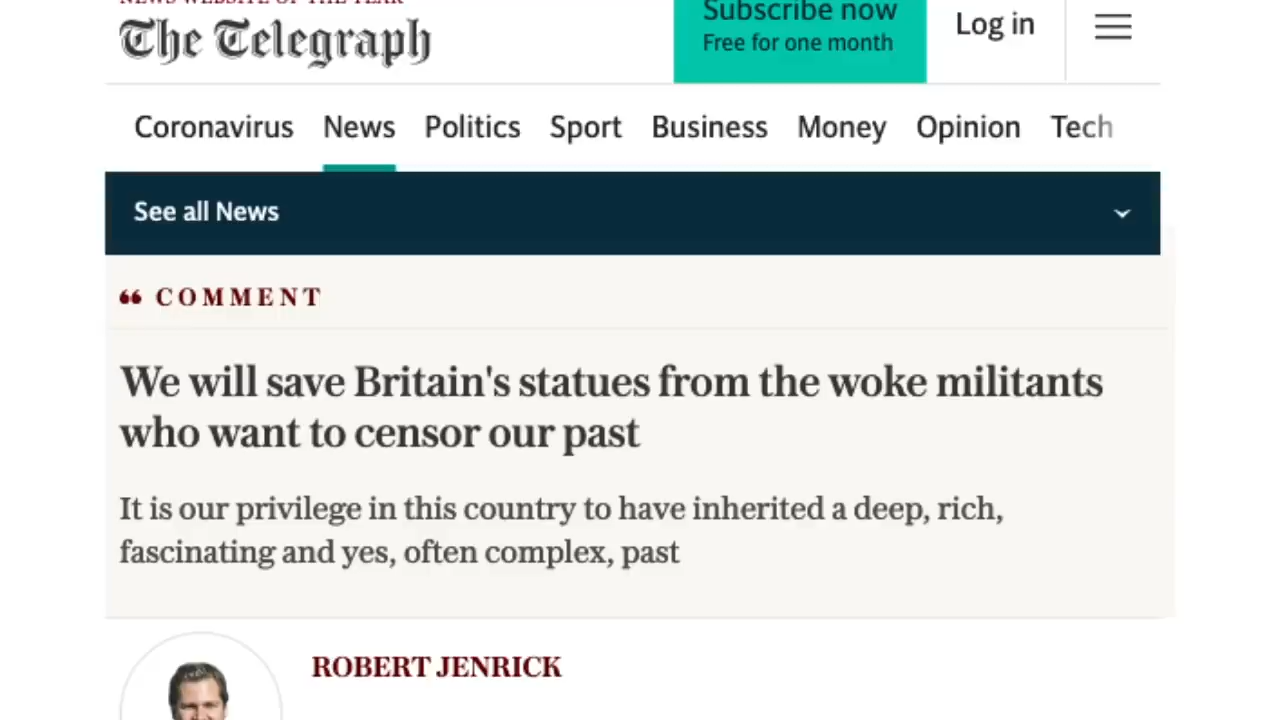 NEWS WEBSITE OF THE YEAR
The Telegraph
Subscribe now
Free for one month
Log in
Coronavirus News Politics Sport Business Money Opinion Tech
See all News
“ COMMENT
We will save Britain's statues from the woke militants
who want to censor our past
It is our privilege in this country to have inherited a deep, rich,
fascinating and yes, often complex, past
ROBERT JENRICK